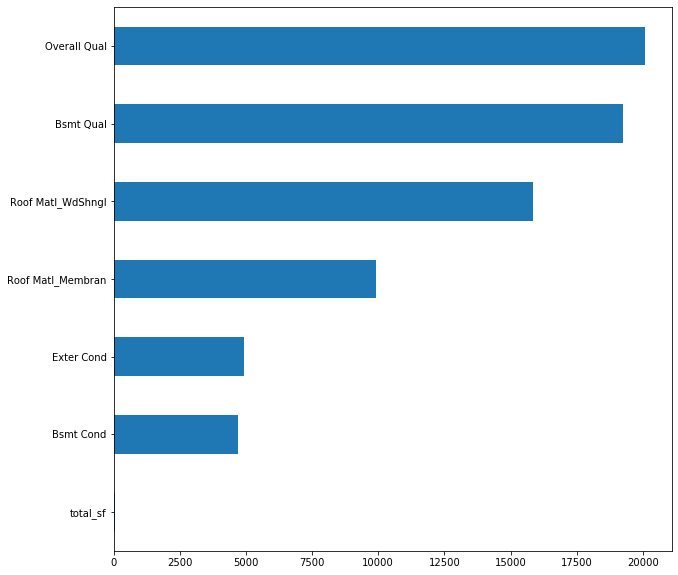 Overall Qual
Bsmt Qual
Roof Matl_WdShngl
Roof Matl_Membran
Exter Cond
Bsmt Cond
total_sf
0 2500 5000 7500 10000 12500 15000 17500 20000